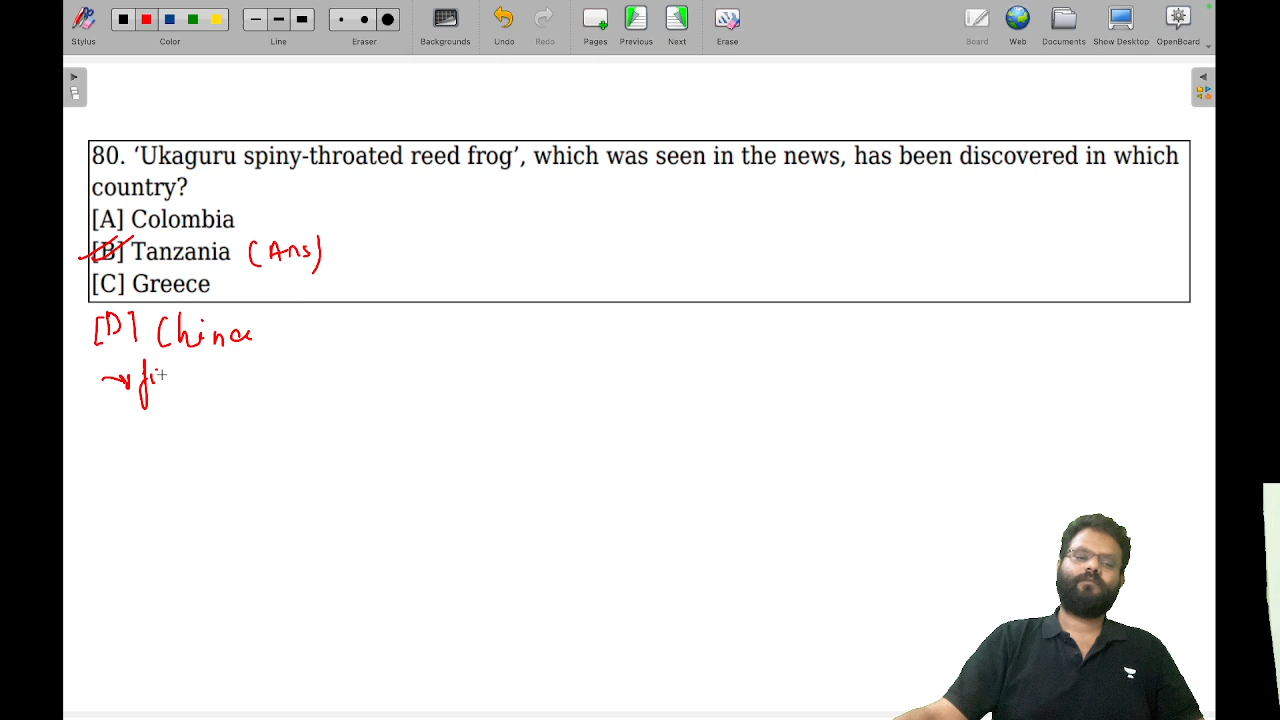 Stylus Color Line Eraser Backgrounds Undo Redo Pages Previous Next Erase Board Web Documents Show Desktop OpenBoard
80. ‘Ukaguru spiny-throated reed frog’, which was seen in the news, has been discovered in which
country?
[A] Colombia
[B] Tanzania (Ans)
[C] Greece
[D] China
→ fi